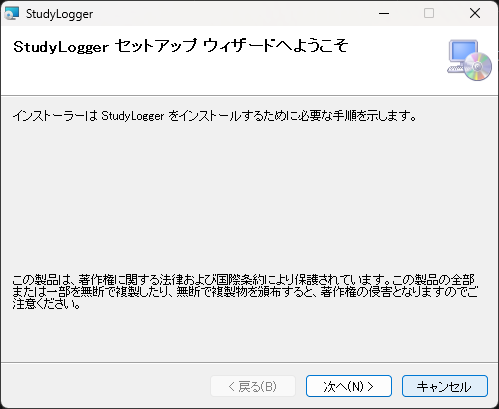 StudyLogger
StudyLogger セットアップ ウィザードへようこそ
インストーラーは StudyLogger をインストールするために必要な手順を示します。
この製品は、著作権に関する法律および国際条約により保護されています。この製品の全部
または一部を無断で複製したり、無断で複製物を頒布すると、著作権の侵害となりますのでご
注意ください。
< 戻る(B)
次へ(N) >
キャンセル